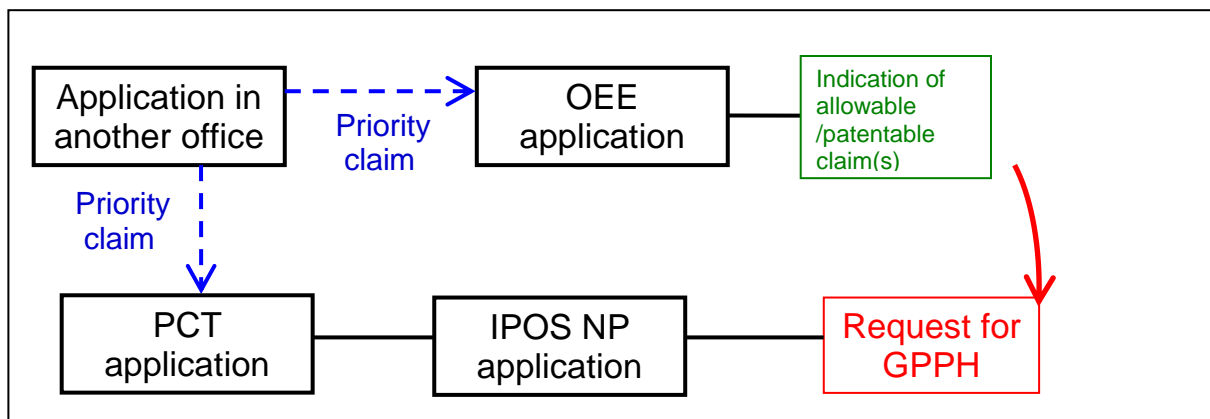 Application in
another office
Priority
claim
OEE
application
Indication of
allowable
/patentable
claim(s)
Priority
claim
PCT
application
IPOS NP
application
Request for
GPPH